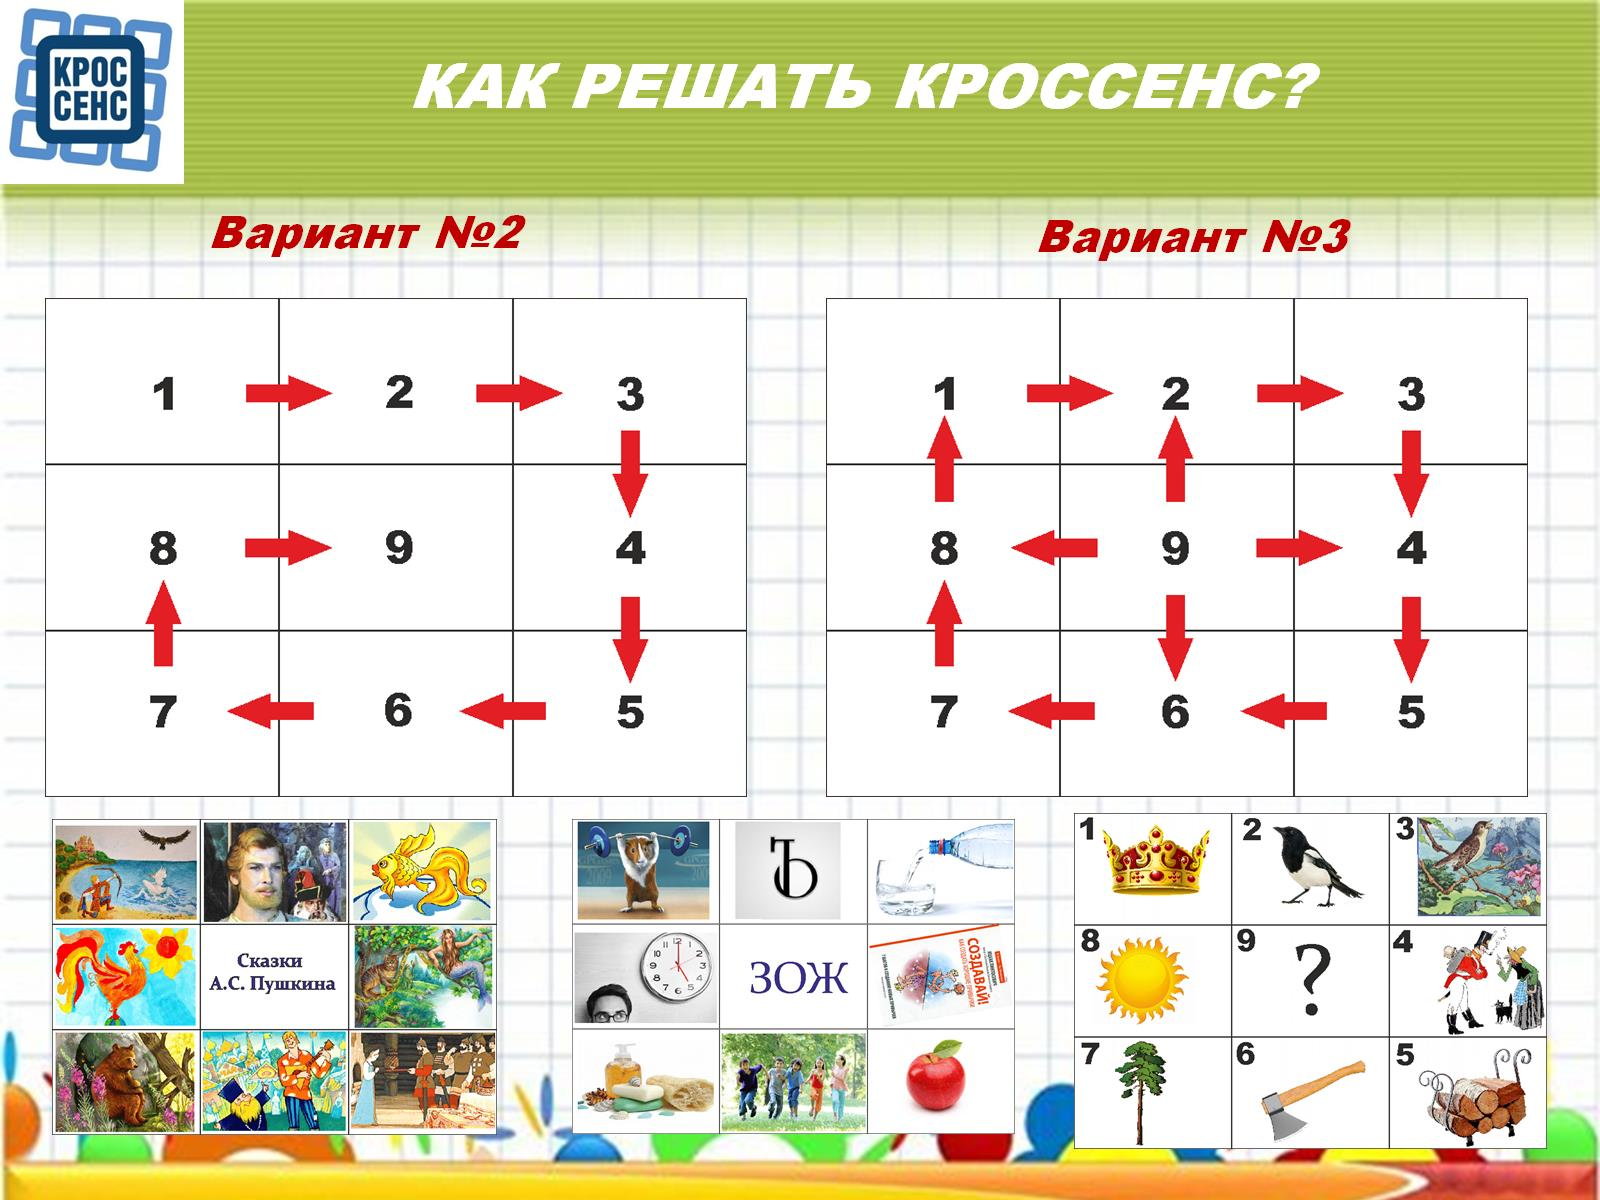 КРОС
СЕНС
КАК РЕШАТЬ КРОССЕНС?
Вариант №2
1 2 3
8 9 4
7 6 5
Вариант №3
1 2 3
8 9 4
7 6 5
Сказки
А.С. Пушкина
Ъ
ЗОЖ
СОЗДАВАЙ!
1 2 3
8 9 ? 4
7 6 5